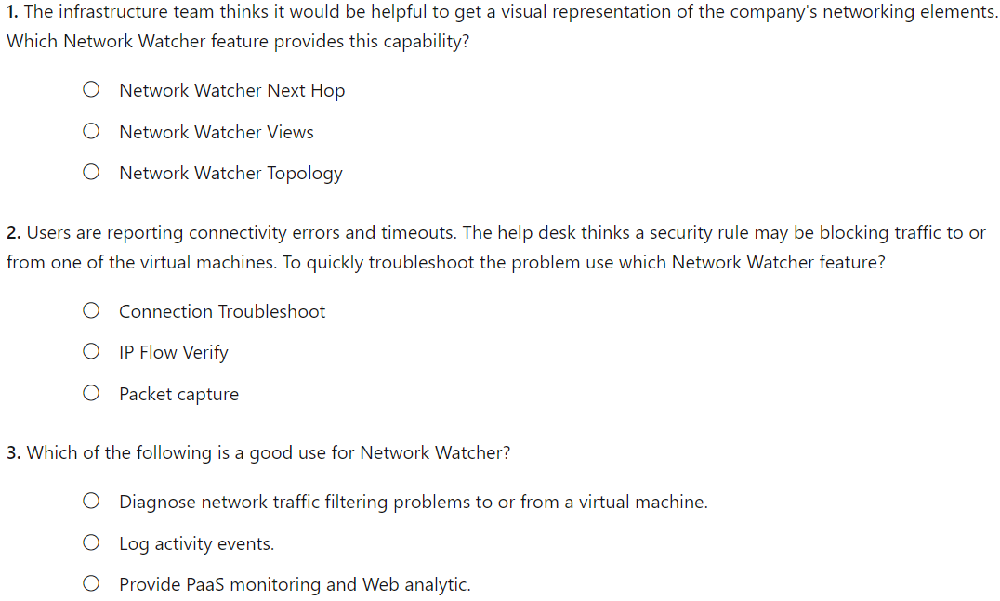 1. The infrastructure team thinks it would be helpful to get a visual representation of the company's networking elements.
Which Network Watcher feature provides this capability?
Network Watcher Next Hop
Network Watcher Views
Network Watcher Topology
2. Users are reporting connectivity errors and timeouts. The help desk thinks a security rule may be blocking traffic to or
from one of the virtual machines. To quickly troubleshoot the problem use which Network Watcher feature?
Connection Troubleshoot
IP Flow Verify
Packet capture
3. Which of the following is a good use for Network Watcher?
Diagnose network traffic filtering problems to or from a virtual machine.
Log activity events.
Provide PaaS monitoring and Web analytic.